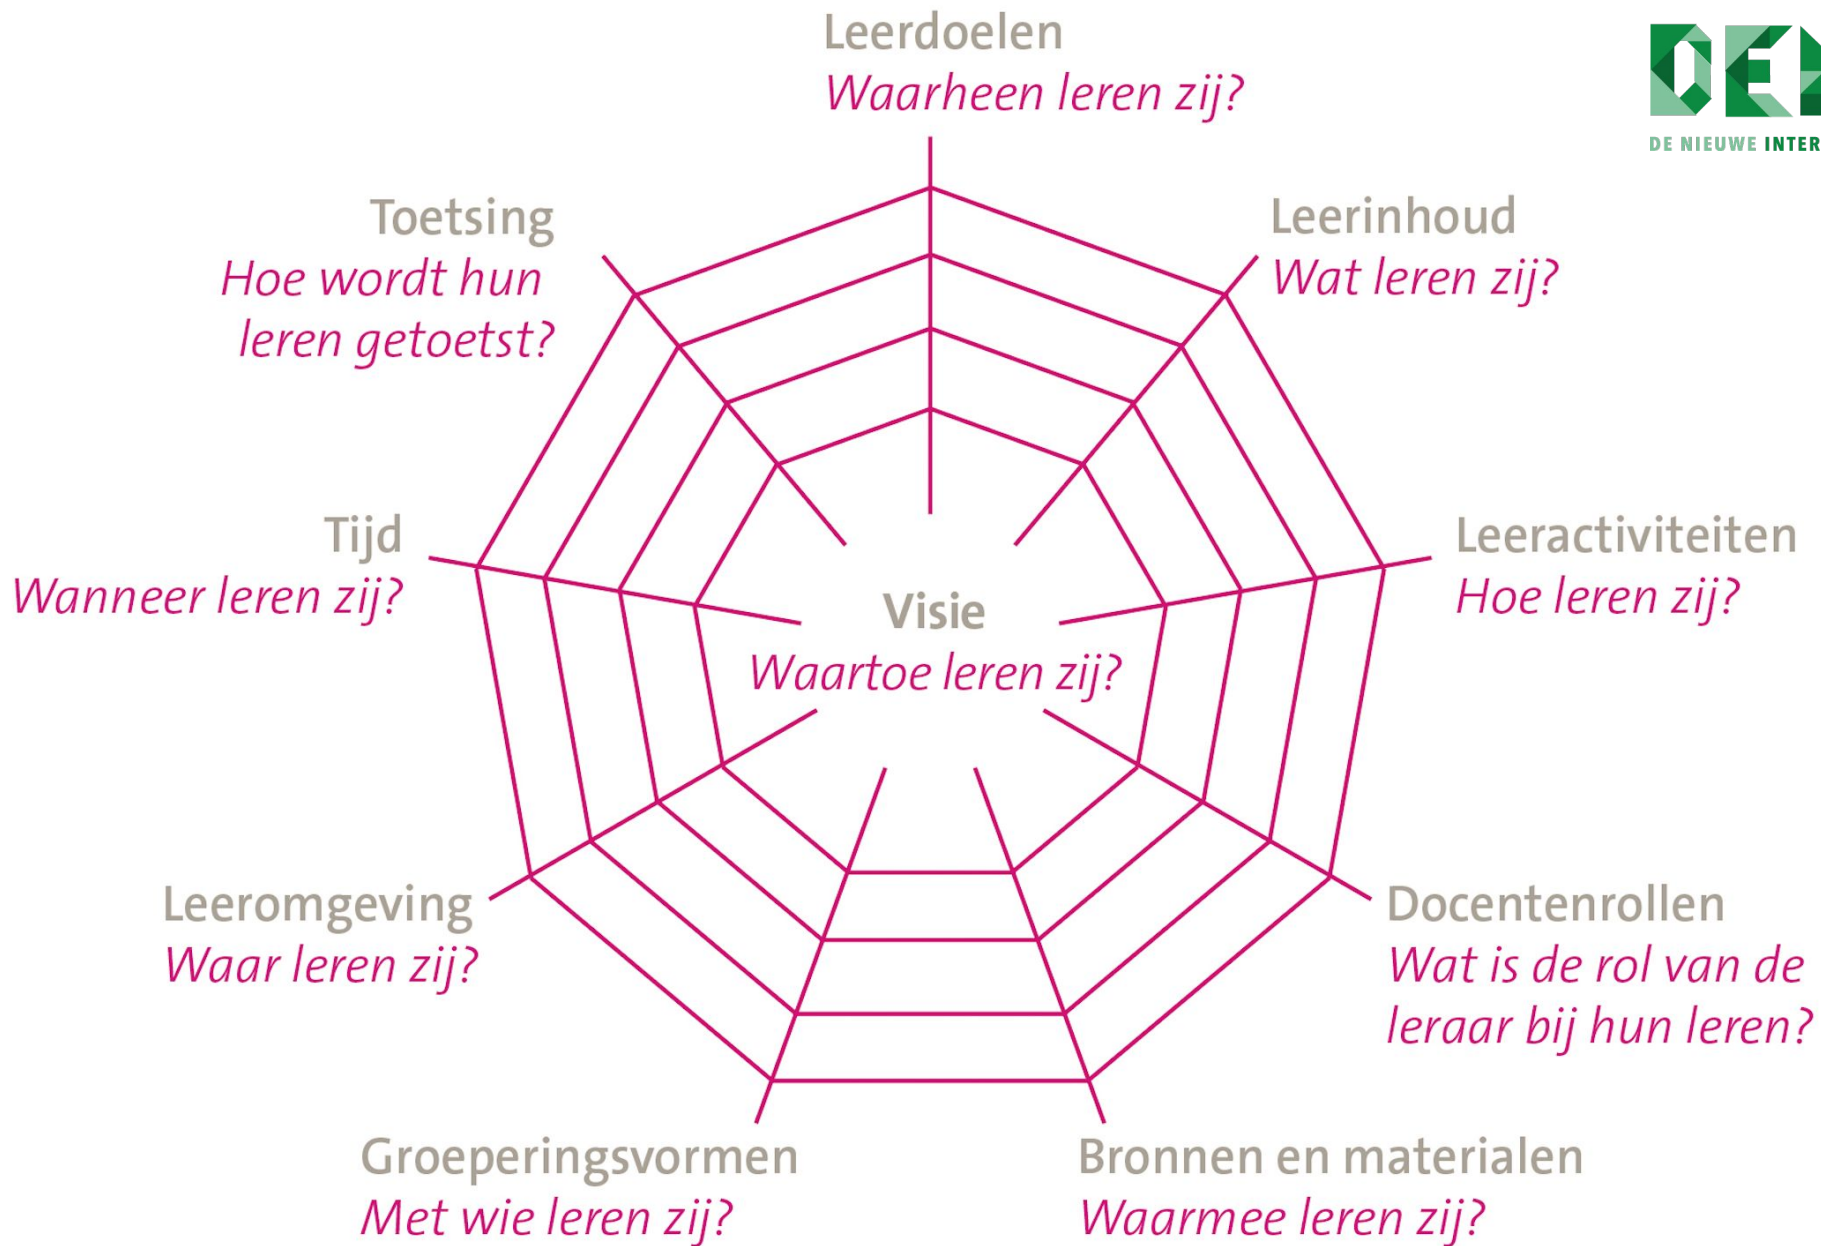 Leerdoelen
Waarheen leren zij?
DE NIEUWE INTER
Toetsing
Hoe wordt hun
leren getoetst?
Leerinhoud
Wat leren zij?
Tijd
Wanneer leren zij?
Leeractiviteiten
Hoe leren zij?
Visie
Waartoe leren zij?
Leeromgeving
Waar leren zij?
Docentenrollen
Wat is de rol van de
leraar bij hun leren?
Groeperingsvormen
Met wie leren zij?
Bronnen en materialen
Waarmee leren zij?